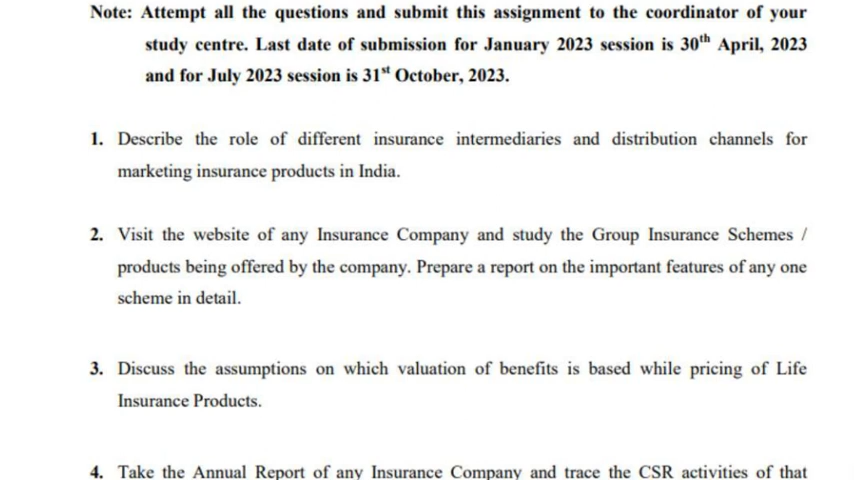 Note: Attempt all the questions and submit this assignment to the coordinator of your
study centre. Last date of submission for January 2023 session is 30th April, 2023
and for July 2023 session is 31st October, 2023.
1. Describe the role of different insurance intermediaries and distribution channels for
marketing insurance products in India.
2. Visit the website of any Insurance Company and study the Group Insurance Schemes /
products being offered by the company. Prepare a report on the important features of any one
scheme in detail.
3. Discuss the assumptions on which valuation of benefits is based while pricing of Life
Insurance Products.
4. Take the Annual Report of any Insurance Company and trace the CSR activities of that